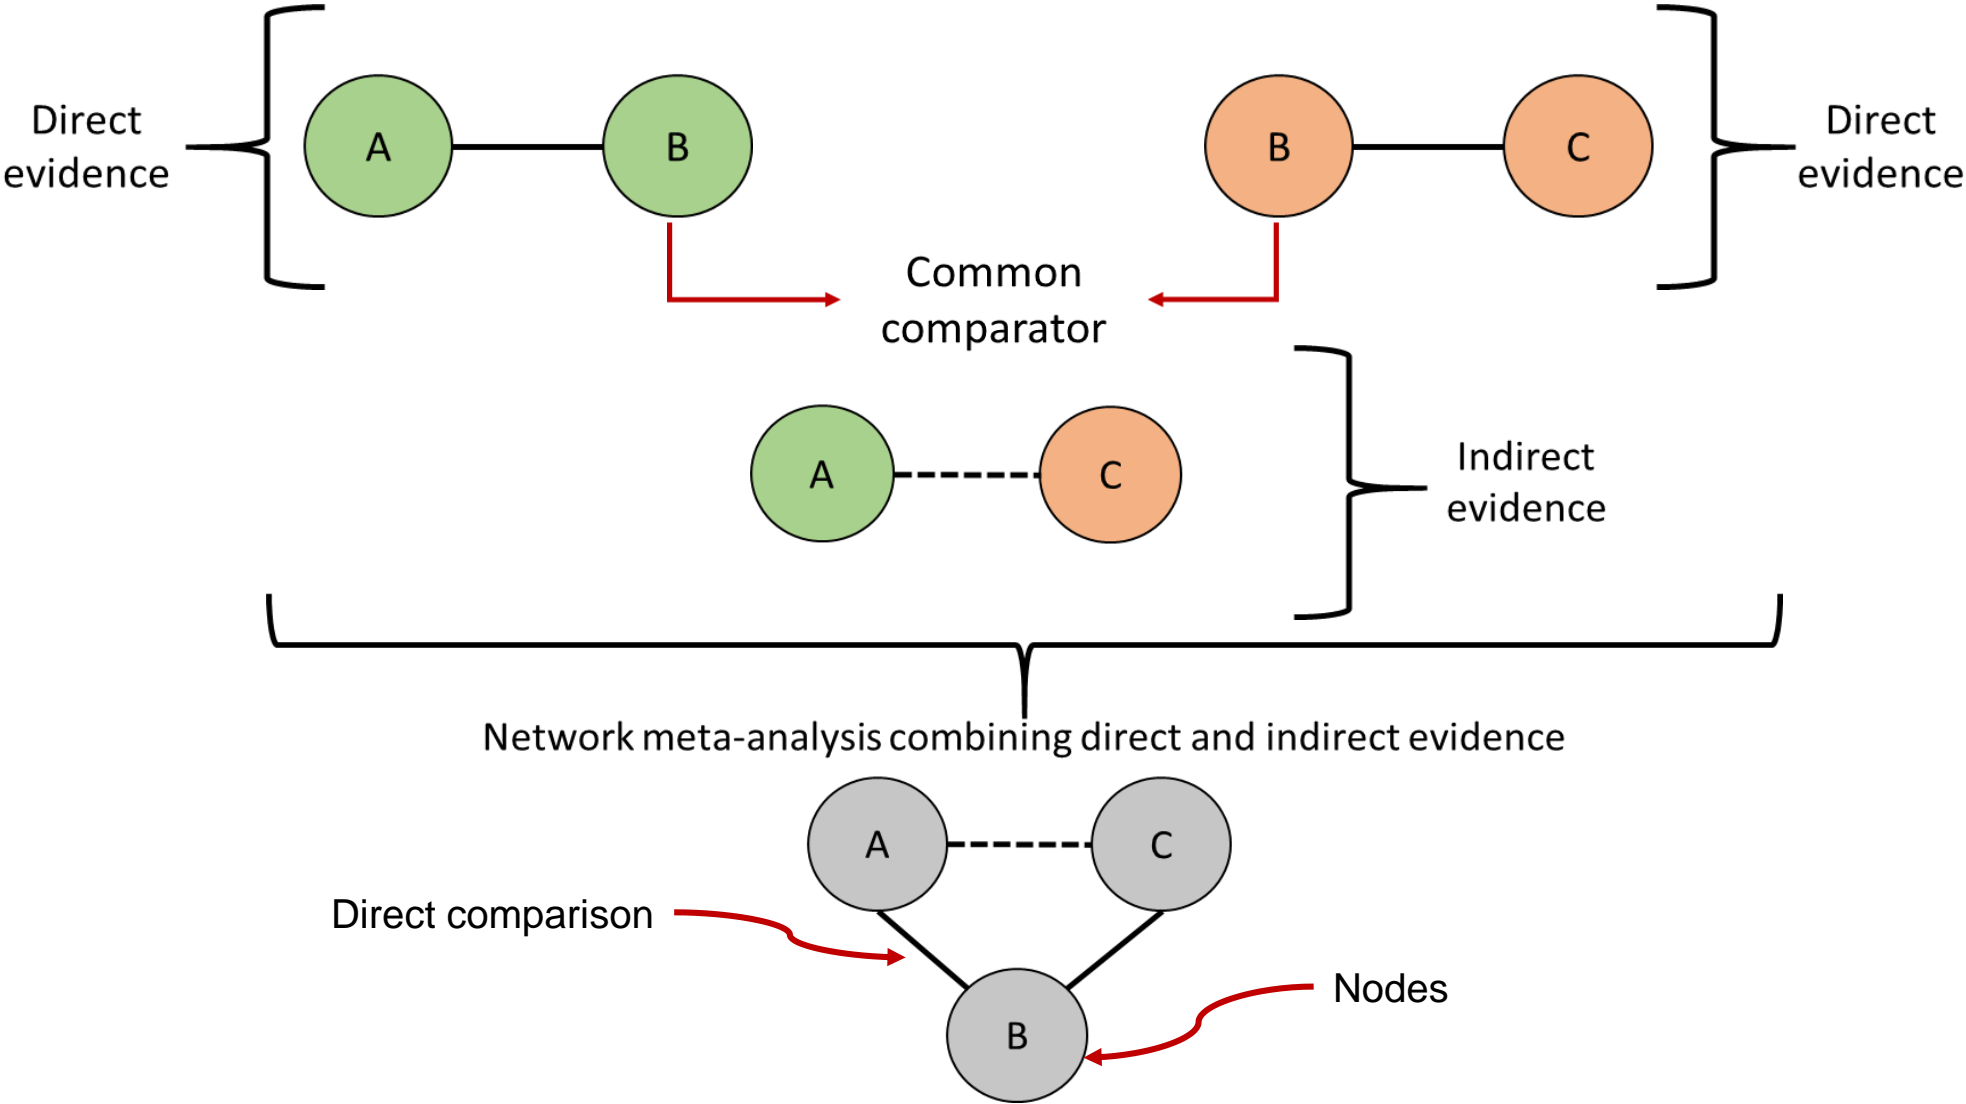 Direct
evidence
A
B
B
C
Direct
evidence
Common
comparator
A
C
Indirect
evidence
Network meta-analysis combining direct and indirect evidence
A
C
Direct comparison
Nodes
B